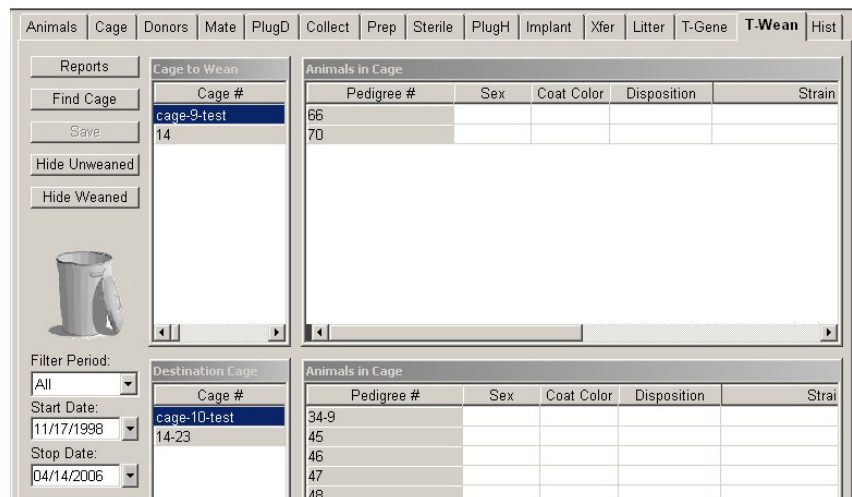 Animals Cage Donors Mate PlugD Collect Prep Sterile PlugH Implant Xfer Litter T-Gene T-Wean Hist
Reports
Find Cage
Save
Hide Unweaned
Hide Weaned
Filter Period:
All
Start Date:
11/17/1998
Stop Date:
04/14/2006
Cage to Wean
Cage #
cage-9-test
14
Animals in Cage
Pedigree # Sex Coat Color Disposition Strain
66
70
Destination Cage
Cage #
cage-10-test
14-23
Animals in Cage
Pedigree # Sex Coat Color Disposition Strai
34-9
45
46
47
48